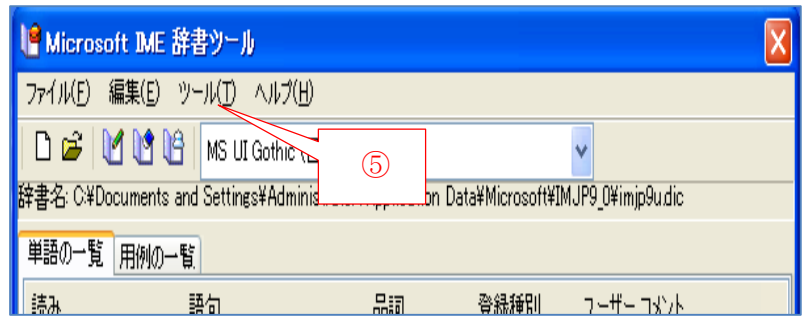 Microsoft IME 辞書ツール
ファイル(F) 編集(E) ツール(T) ヘルプ(H)
MS UI Gothic
⑤
辞書名: C:¥Documents and Settings¥Adminis Data¥Microsoft¥IMJP9_0¥imjp9u.dic
単語の一覧 用例の一覧
読み 語句 品詞 登録種別 ユーザー コメント